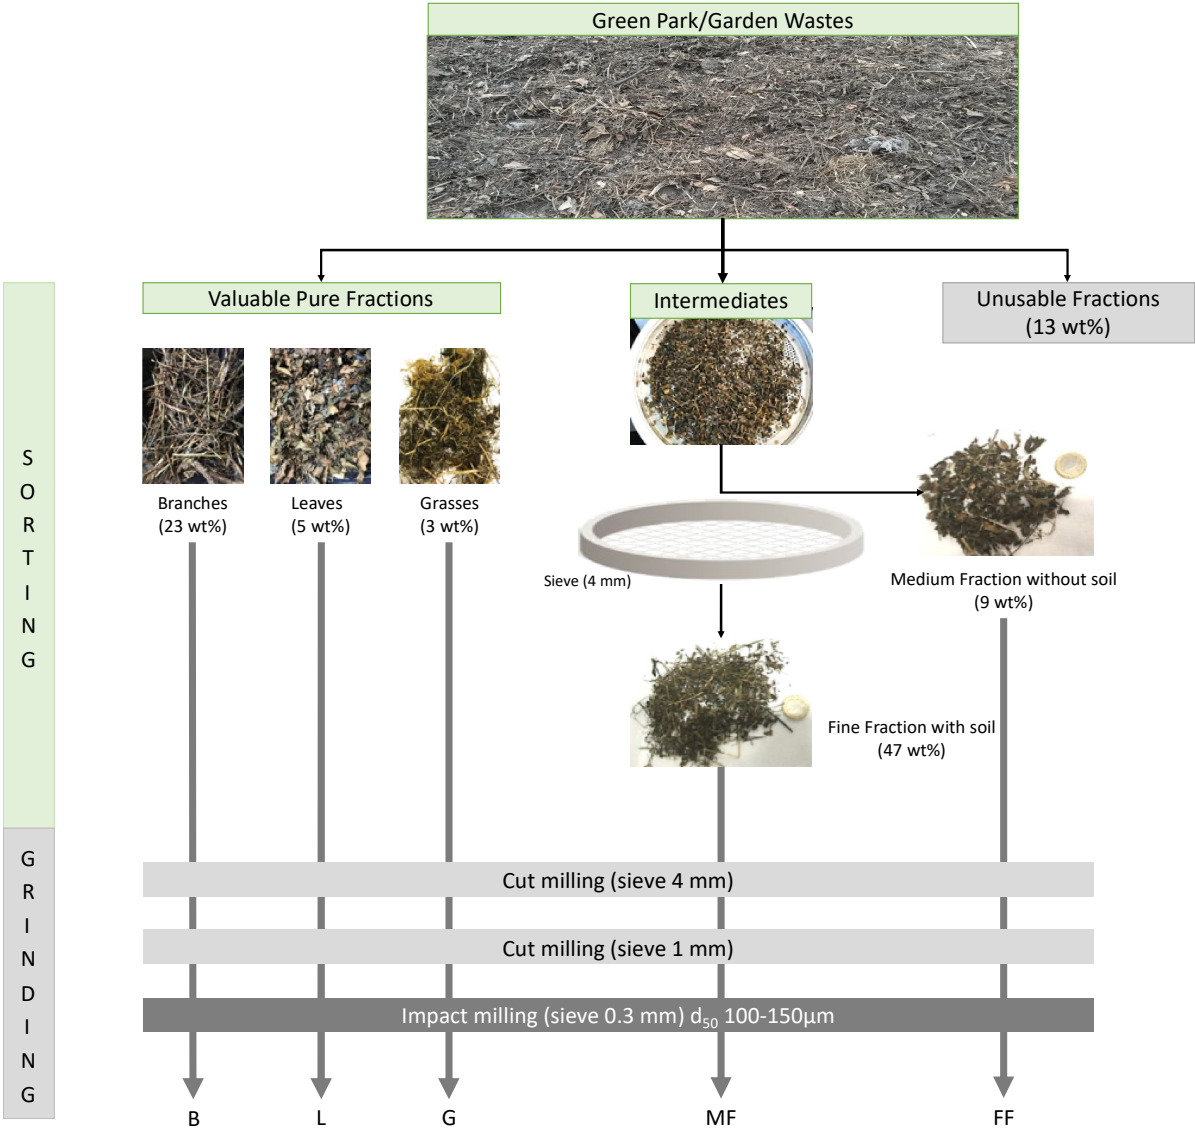 Green Park/Garden Wastes
Valuable Pure Fractions
Intermediates
Unusable Fractions
(13 wt%)
SORTING
Branches
(23 wt%)
Leaves
(5 wt%)
Grasses
(3 wt%)
Sieve (4 mm)
Medium Fraction without soil
(9 wt%)
Fine Fraction with soil
(47 wt%)
GRINDING
Cut milling (sieve 4 mm)
Cut milling (sieve 1 mm)
Impact milling (sieve 0.3 mm) d50 100-150μm
B
L
G
MF
FF